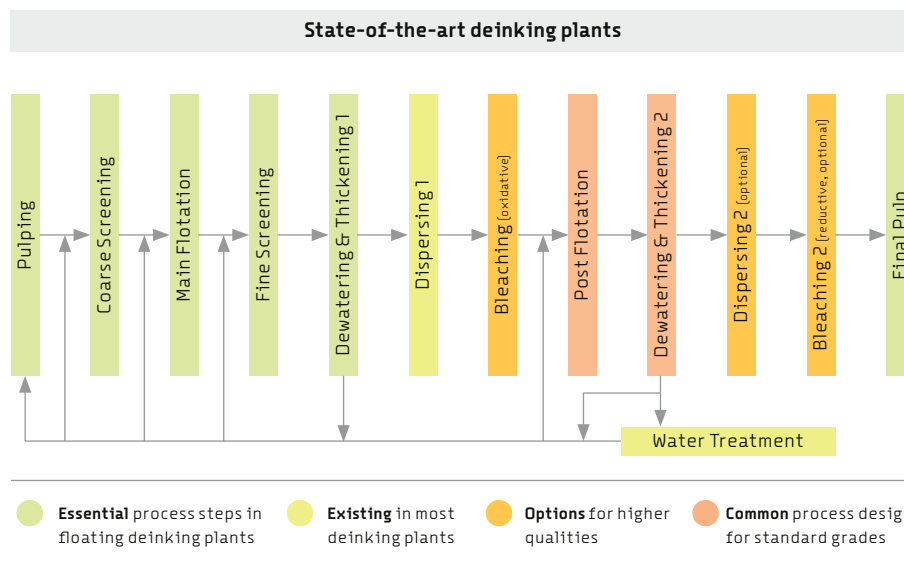 State-of-the-art deinking plants
Pulping
Coarse Screening
Main Flotation
Fine Screening
Dewatering & Thickening 1
Dispersing 1
Bleaching (oxidative)
Post Flotation
Dewatering & Thickening 2
Dispersing 2 (optional)
Bleaching 2 (reductive, optional)
Final Pulp
Water Treatment
Essential process steps in
floating deinking plants
Existing in most
deinking plants
Options for higher
qualities
Common process desig
for standard grades